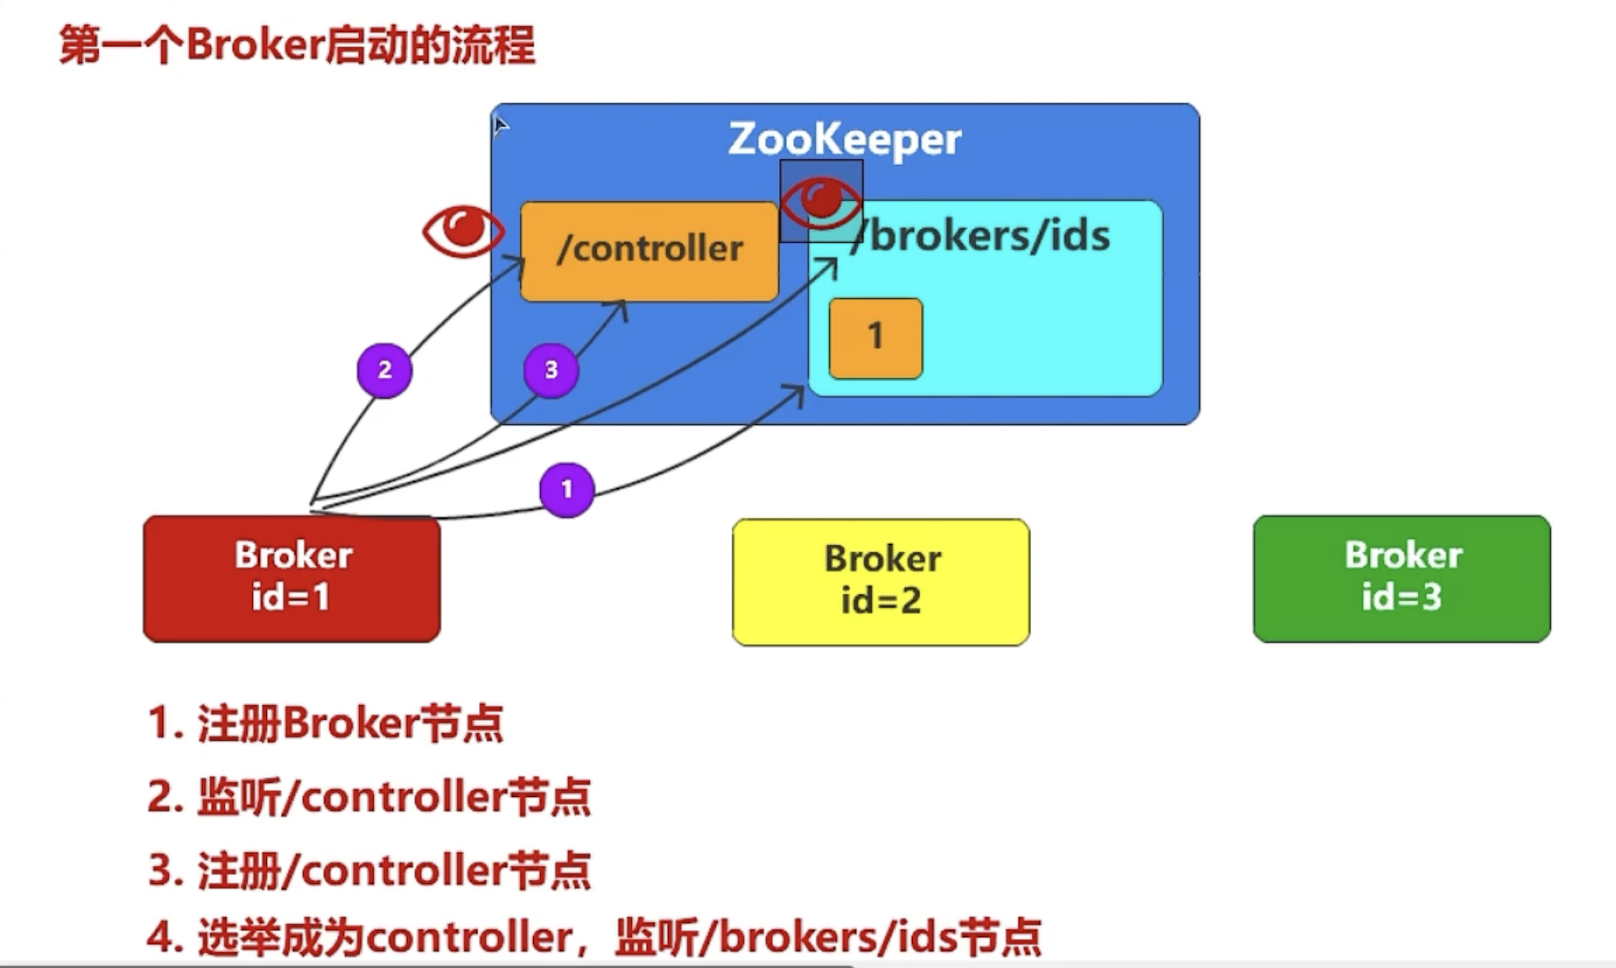 第一个Broker启动的流程
ZooKeeper
/controller
/brokers/ids
1
2
3
1
Broker
id=1
Broker
id=2
Broker
id=3
1. 注册Broker节点
2. 监听/controller节点
3. 注册/controller节点
4. 选举成为controller，监听/brokers/ids节点